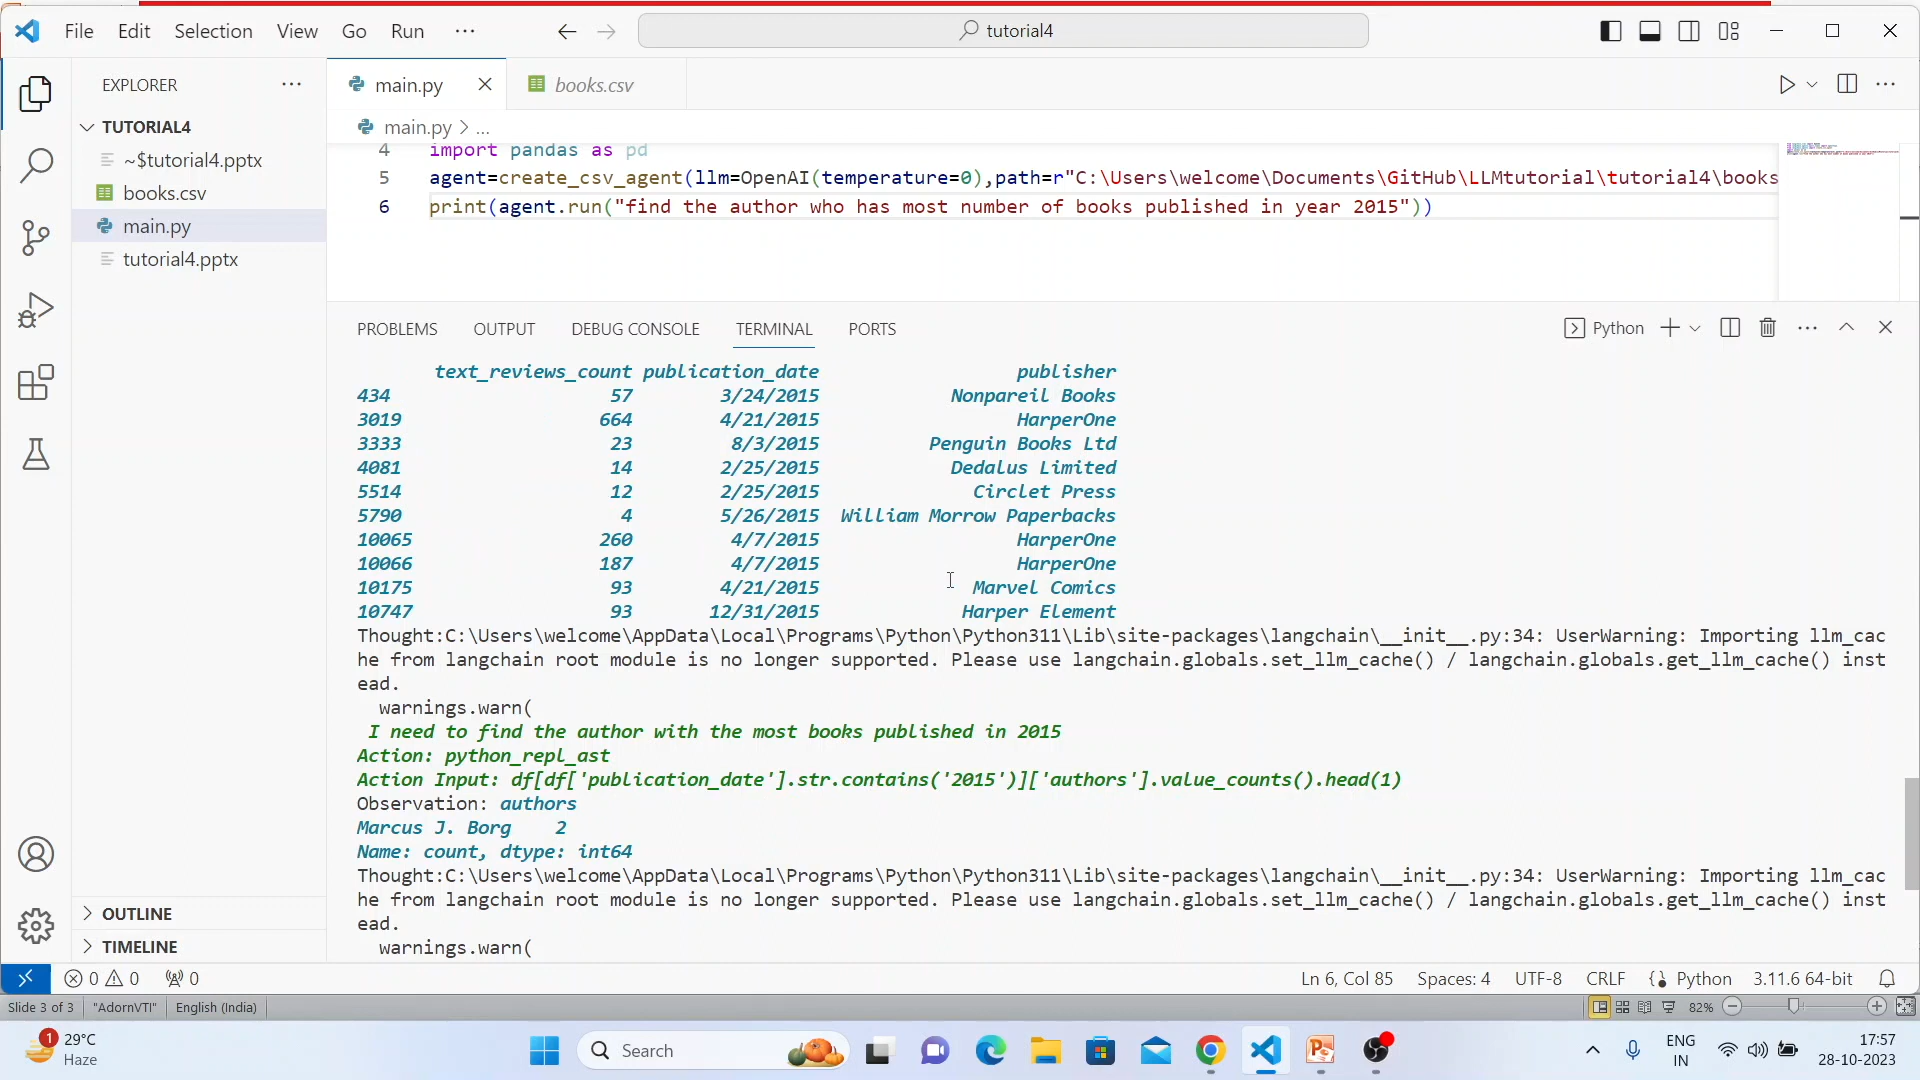 File Edit Selection View Go Run ... tutorial4
EXPLORER ...
main.py
books.csv
TUTORIAL4
~$tutorial4.pptx
books.csv
main.py
tutorial4.pptx
main.py > ...
4 import pandas as pd
5 agent=create_csv_agent(llm=OpenAI(temperature=0),path=r"C:\Users\welcome\Documents\GitHub\LLMtutorial\tutorial4\books
6 print(agent.run("find the author who has most number of books published in year 2015"))
PROBLEMS OUTPUT DEBUG CONSOLE TERMINAL PORTS Python
text_reviews_count publication_date publisher
434 57 3/24/2015 Nonpareil Books
3019 664 4/21/2015 HarperOne
3333 23 8/3/2015 Penguin Books Ltd
4081 14 2/25/2015 Dedalus Limited
5514 12 2/25/2015 Circlet Press
5790 4 5/26/2015 William Morrow Paperbacks
10065 260 4/7/2015 HarperOne
10066 187 4/7/2015 HarperOne
10175 93 4/21/2015 Marvel Comics
10747 93 12/31/2015 Harper Element
Thought:C:\Users\welcome\AppData\Local\Programs\Python\Python311\Lib\site-packages\langchain\__init__.py:34: UserWarning: Importing llm_cac
he from langchain root module is no longer supported. Please use langchain.globals.set_llm_cache() / langchain.globals.get_llm_cache() inst
ead.
warnings.warn(
I need to find the author with the most books published in 2015
Action: python_repl_ast
Action Input: df[df['publication_date'].str.contains('2015')]['authors'].value_counts().head(1)
Observation: authors
Marcus J. Borg 2
Name: count, dtype: int64
Thought:C:\Users\welcome\AppData\Local\Programs\Python\Python311\Lib\site-packages\langchain\__init__.py:34: UserWarning: Importing llm_cac
he from langchain root module is no longer supported. Please use langchain.globals.set_llm_cache() / langchain.globals.get_llm_cache() inst
ead.
warnings.warn(
OUTLINE
TIMELINE
0 0 0 Ln 6, Col 85 Spaces: 4 UTF-8 CRLF Python 3.11.6 64-bit
Slide 3 of 3 "AdornVTI" English (India) 82%
1 29°C
Haze
Search
ENG
IN
17:57
28-10-2023